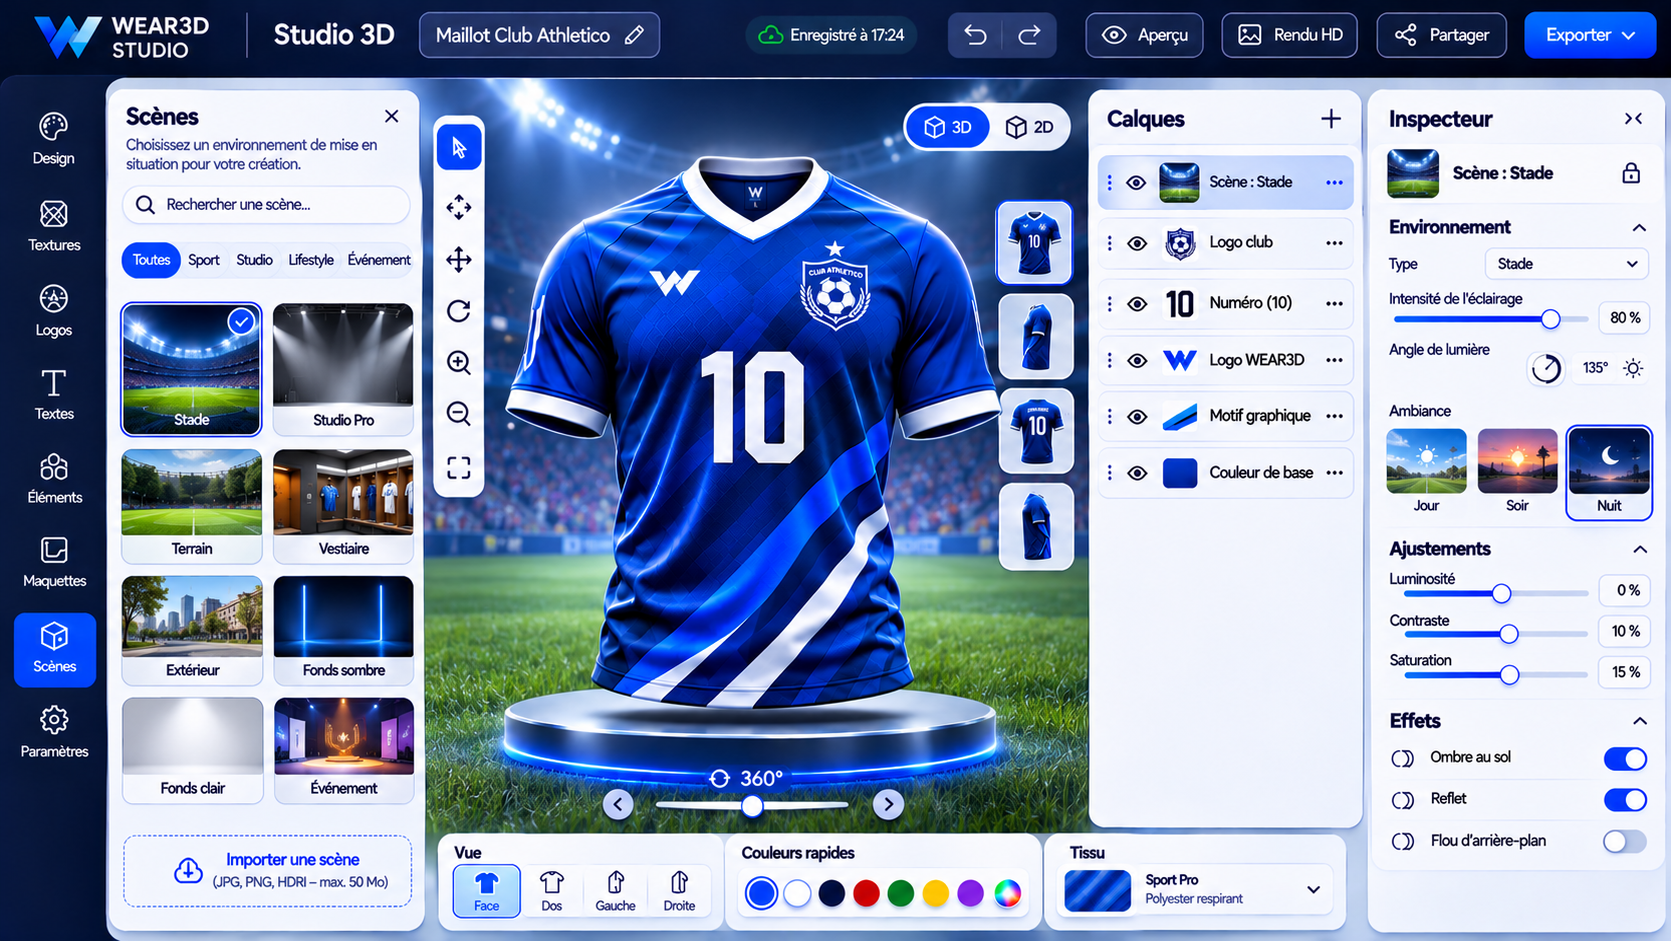 WEAR3D
STUDIO
Studio 3D
Maillot Club Athletico
Enregistré à 17:24
Aperçu
Rendu HD
Partager
Exporter
Design
Textures
Logos
Textes
Éléments
Maquettes
Scènes
Paramètres
Scènes
Choisissez un environnement de mise en
situation pour votre création.
Rechercher une scène...
Toutes
Sport
Studio
Lifestyle
Événement
Stade
Studio Pro
Terrain
Vestiaire
Extérieur
Fonds sombre
Fonds clair
Événement
Importer une scène
(JPG, PNG, HDRI – max. 50 Mo)
3D
2D
W
L
W
CLUB ATHLETICO
10
10
10
360°
Vue
Face
Dos
Gauche
Droite
Couleurs rapides
Tissu
Sport Pro
Polyester respirant
Calques
Scène : Stade
Logo club
10
Numéro (10)
W
Logo WEAR3D
Motif graphique
Couleur de base
Inspecteur
Scène : Stade
Environnement
Type
Stade
Intensité de l'éclairage
80 %
Angle de lumière
135°
Ambiance
Jour
Soir
Nuit
Ajustements
Luminosité
0 %
Contraste
10 %
Saturation
15 %
Effets
Ombre au sol
Reflet
Flou d'arrière-plan